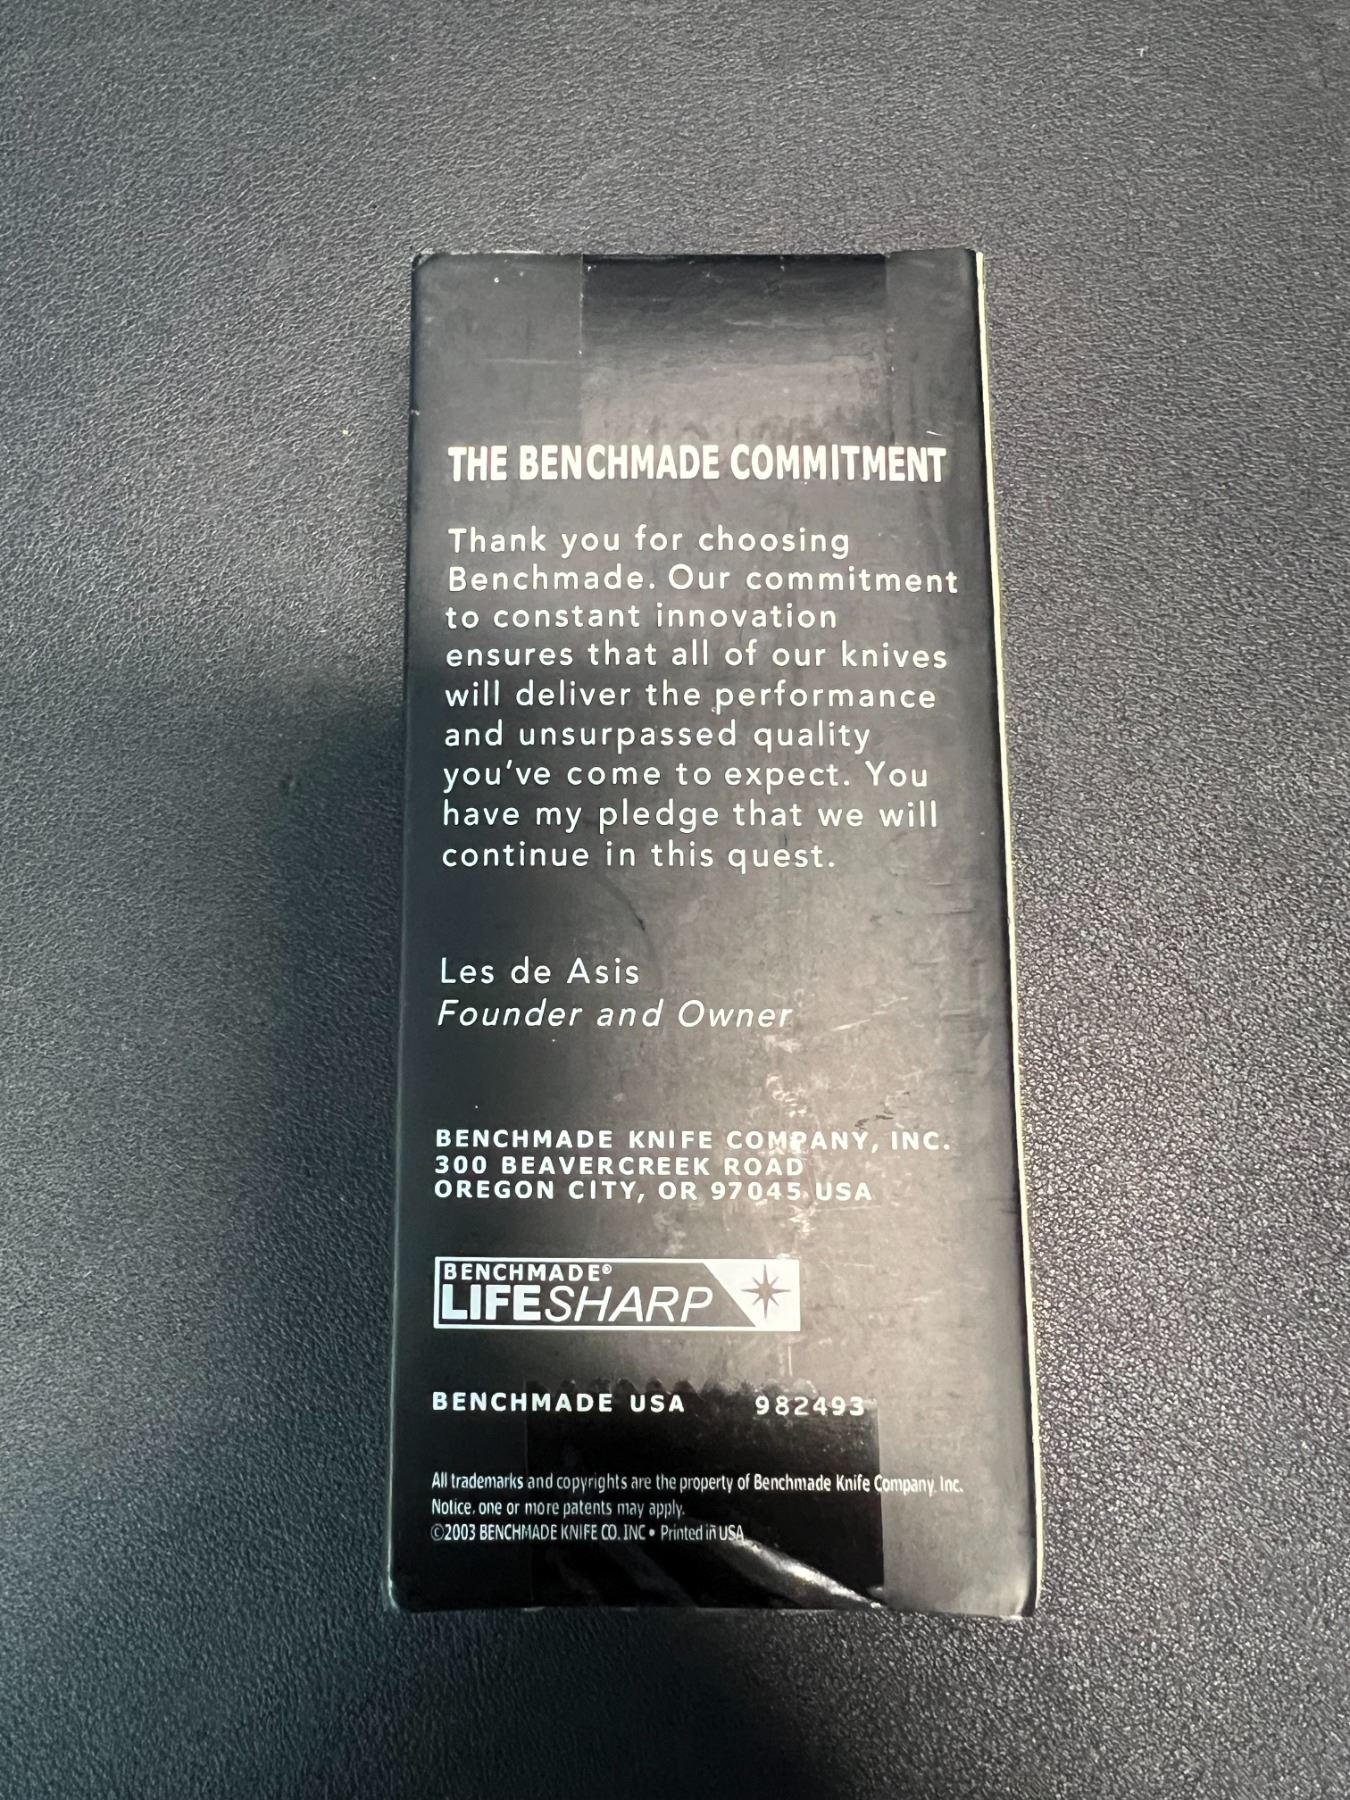 THE BENCHMADE COMMITMENT
Thank you for choosing
Benchmade. Our commitment
to constant innovation
ensures that all of our knives
will deliver the performance
and unsurpassed quality
you've come to expect. You
have my pledge that we will
continue in this quest.
Les de Asis
Founder and Owner
BENCHMADE KNIFE COMPANY, INC.
300 BEAVERCREEK ROAD
OREGON CITY, OR 97045 USA
BENCHMADE®
LIFESHARP
BENCHMADE USA 982493
All trademarks and copyrights are the property of Benchmade Knife Company, Inc.
Notice, one or more patents may apply.
©2003 BENCHMADE KNIFE CO. INC • Printed in USA